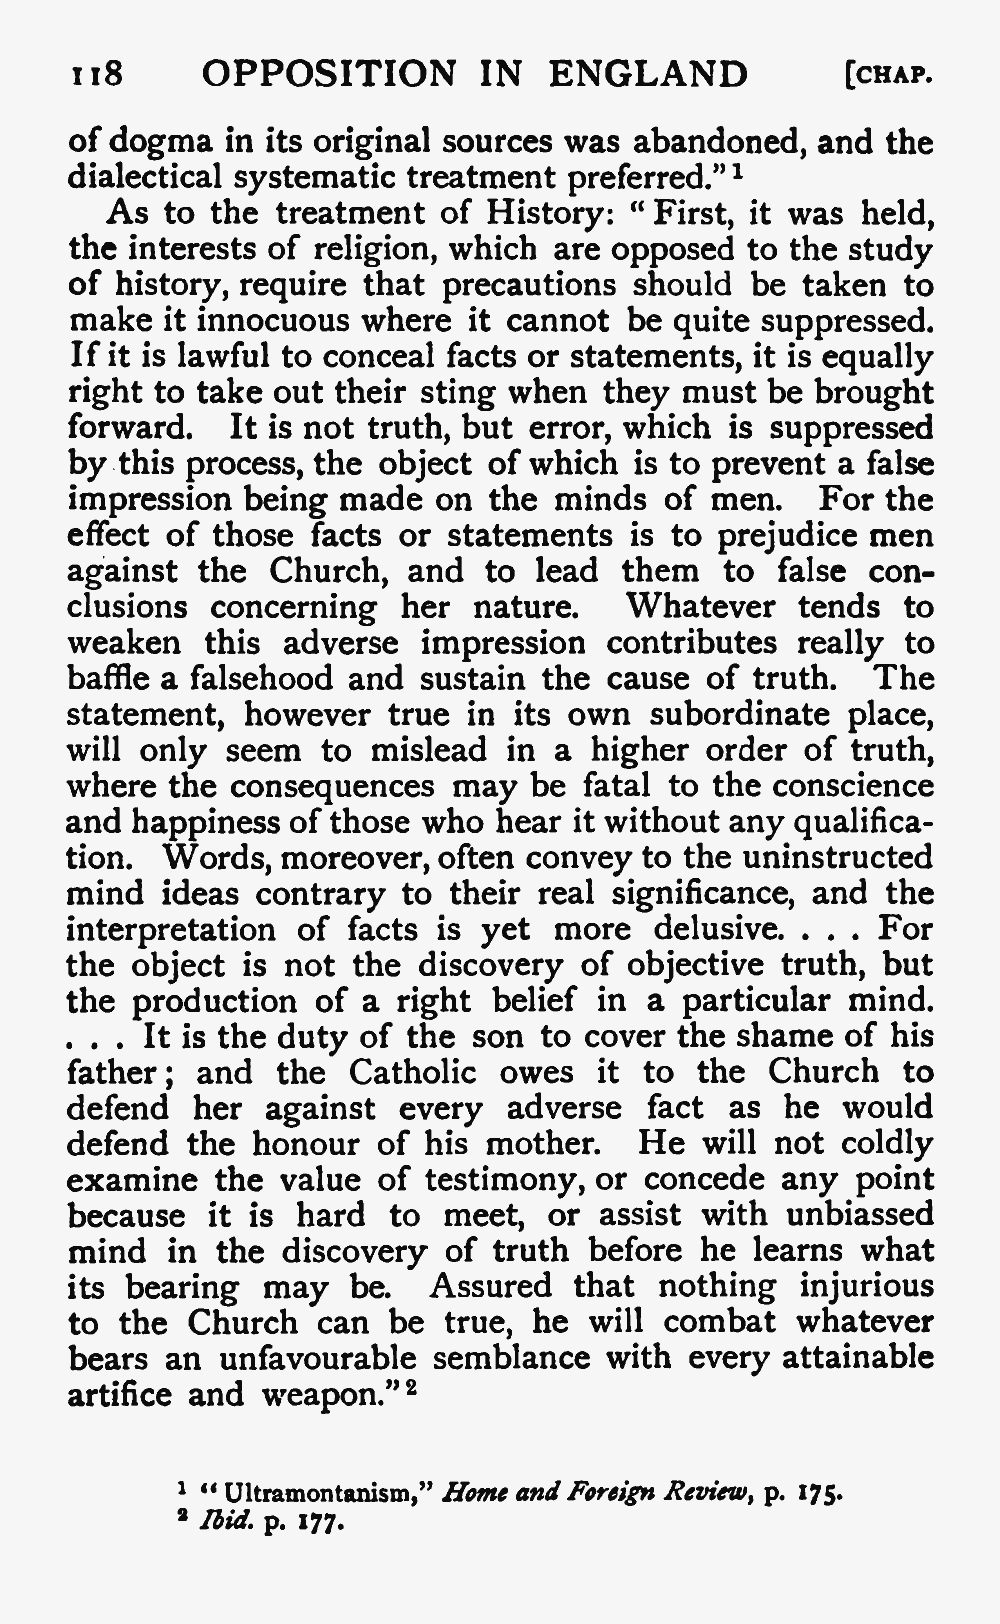 118 OPPOSITION IN ENGLAND [CHAP.
of dogma in its original sources was abandoned, and the
dialectical systematic treatment preferred.” 1
As to the treatment of History: “ First, it was held,
the interests of religion, which are opposed to the study
of history, require that precautions should be taken to
make it innocuous where it cannot be quite suppressed.
If it is lawful to conceal facts or statements, it is equally
right to take out their sting when they must be brought
forward. It is not truth, but error, which is suppressed
by this process, the object of which is to prevent a false
impression being made on the minds of men. For the
effect of those facts or statements is to prejudice men
against the Church, and to lead them to false con-
clusions concerning her nature. Whatever tends to
weaken this adverse impression contributes really to
baffle a falsehood and sustain the cause of truth. The
statement, however true in its own subordinate place,
will only seem to mislead in a higher order of truth,
where the consequences may be fatal to the conscience
and happiness of those who hear it without any qualifica-
tion. Words, moreover, often convey to the uninstructed
mind ideas contrary to their real significance, and the
interpretation of facts is yet more delusive. . . . For
the object is not the discovery of objective truth, but
the production of a right belief in a particular mind.
. . . It is the duty of the son to cover the shame of his
father ; and the Catholic owes it to the Church to
defend her against every adverse fact as he would
defend the honour of his mother. He will not coldly
examine the value of testimony, or concede any point
because it is hard to meet, or assist with unbiassed
mind in the discovery of truth before he learns what
its bearing may be. Assured that nothing injurious
to the Church can be true, he will combat whatever
bears an unfavourable semblance with every attainable
artifice and weapon.” 2
1 “ Ultramontanism,” Home and Foreign Review, p. 175.
2 Ibid. p. 177.